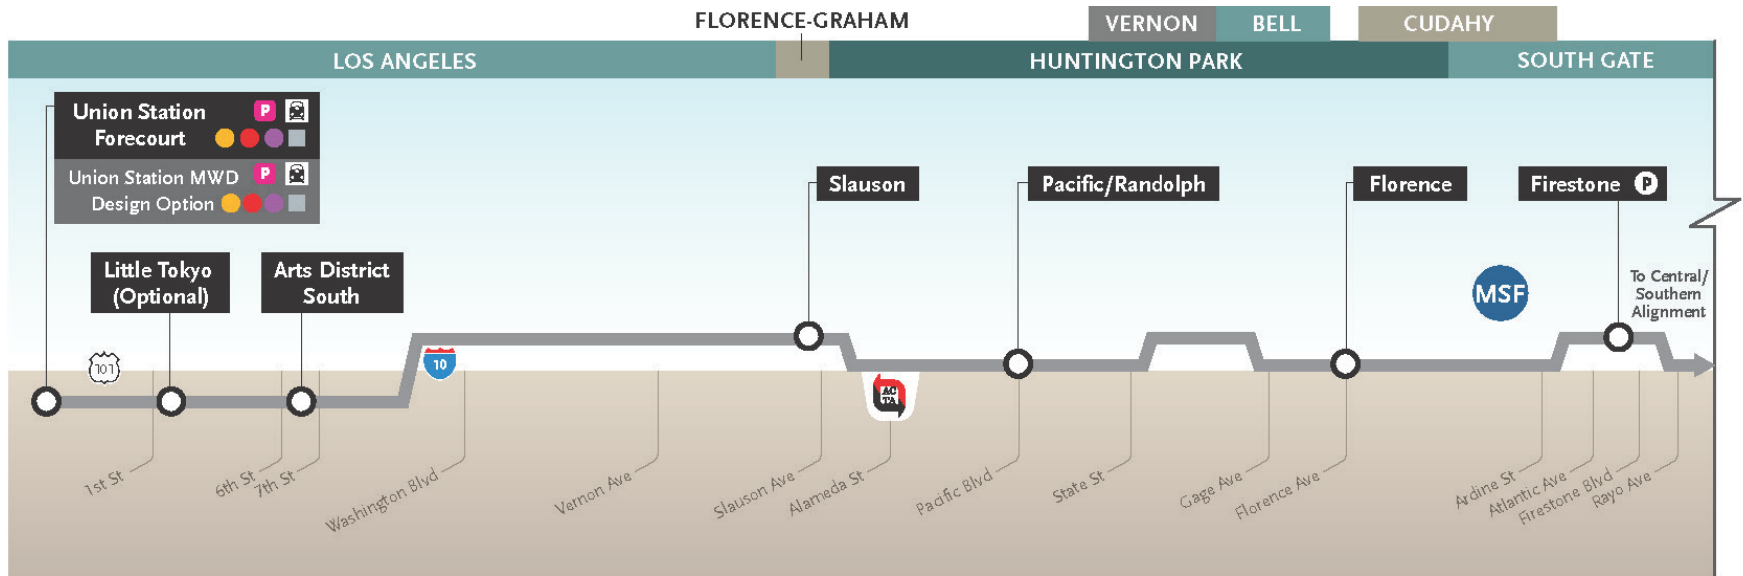 FLORENCE-GRAHAM
VERNON
BELL
CUDAHY
LOS ANGELES
HUNTINGTON PARK
SOUTH GATE
Union Station P
Forecourt
Union Station MWD P
Design Option
Slauson
Pacific/Randolph
Florence
Firestone P
Little Tokyo
(Optional)
Arts District
South
MSF
To Central/
Southern
Alignment
101
10
AC
TA
1st St
6th St
7th St
Washington Blvd
Vernon Ave
Slauson Ave
Alameda St
Pacific Blvd
State St
Gage Ave
Florence Ave
Ardine St
Atlantic Ave
Firestone Blvd
Rayo Ave